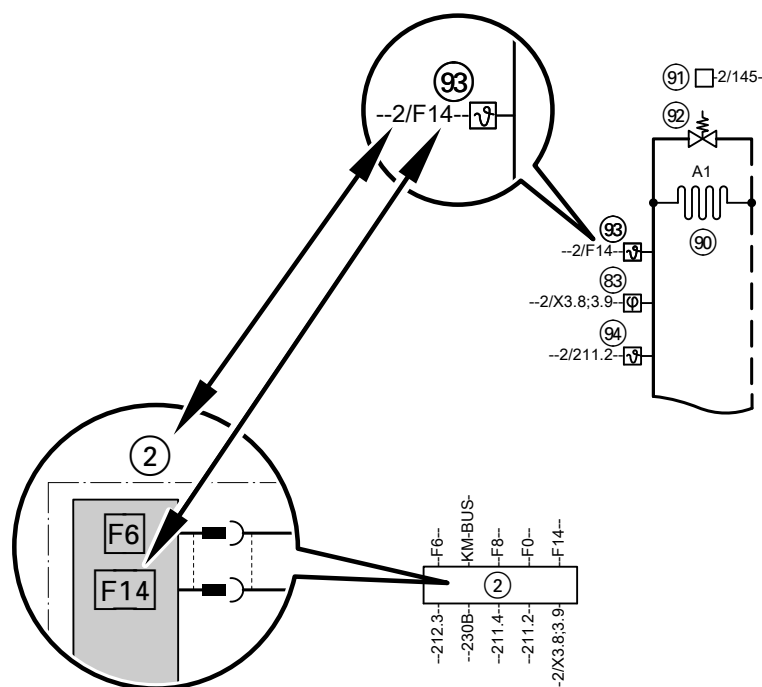 93
--2/F14--
ϑ
91
-2/145-
92
A1
90
93
--2/F14--
ϑ
83
--2/X3.8;3.9--
φ
94
--2/211.2--
ϑ
2
F6
F14
--F6--
-KM-BUS-
--F8--
--F0--
--F14--
2
--212.3--
--230B--
--211.4--
--211.2--
--2/X3.8;3.9-